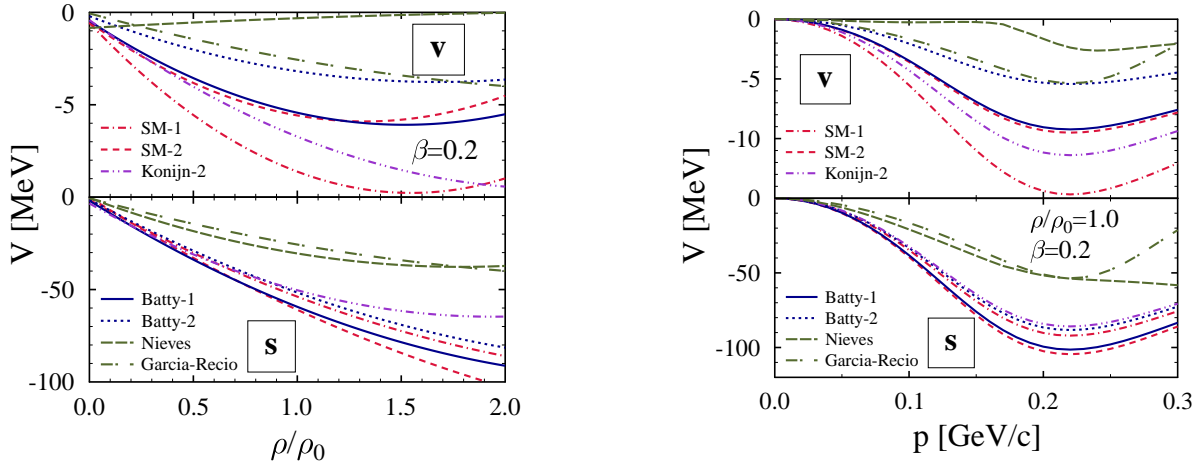 0
-5
0
-50
-100
V [MeV]
v
SM-1
SM-2
Konijn-2
β=0.2
Batty-1
Batty-2
Nieves
Garcia-Recio
s
0.0 0.5 1.0 1.5 2.0
ρ/ρ₀
0
-5
-10
0
-50
-100
V [MeV]
v
SM-1
SM-2
Konijn-2
ρ/ρ₀=1.0
β=0.2
Batty-1
Batty-2
Nieves
Garcia-Recio
s
0.0 0.1 0.2 0.3
p [GeV/c]